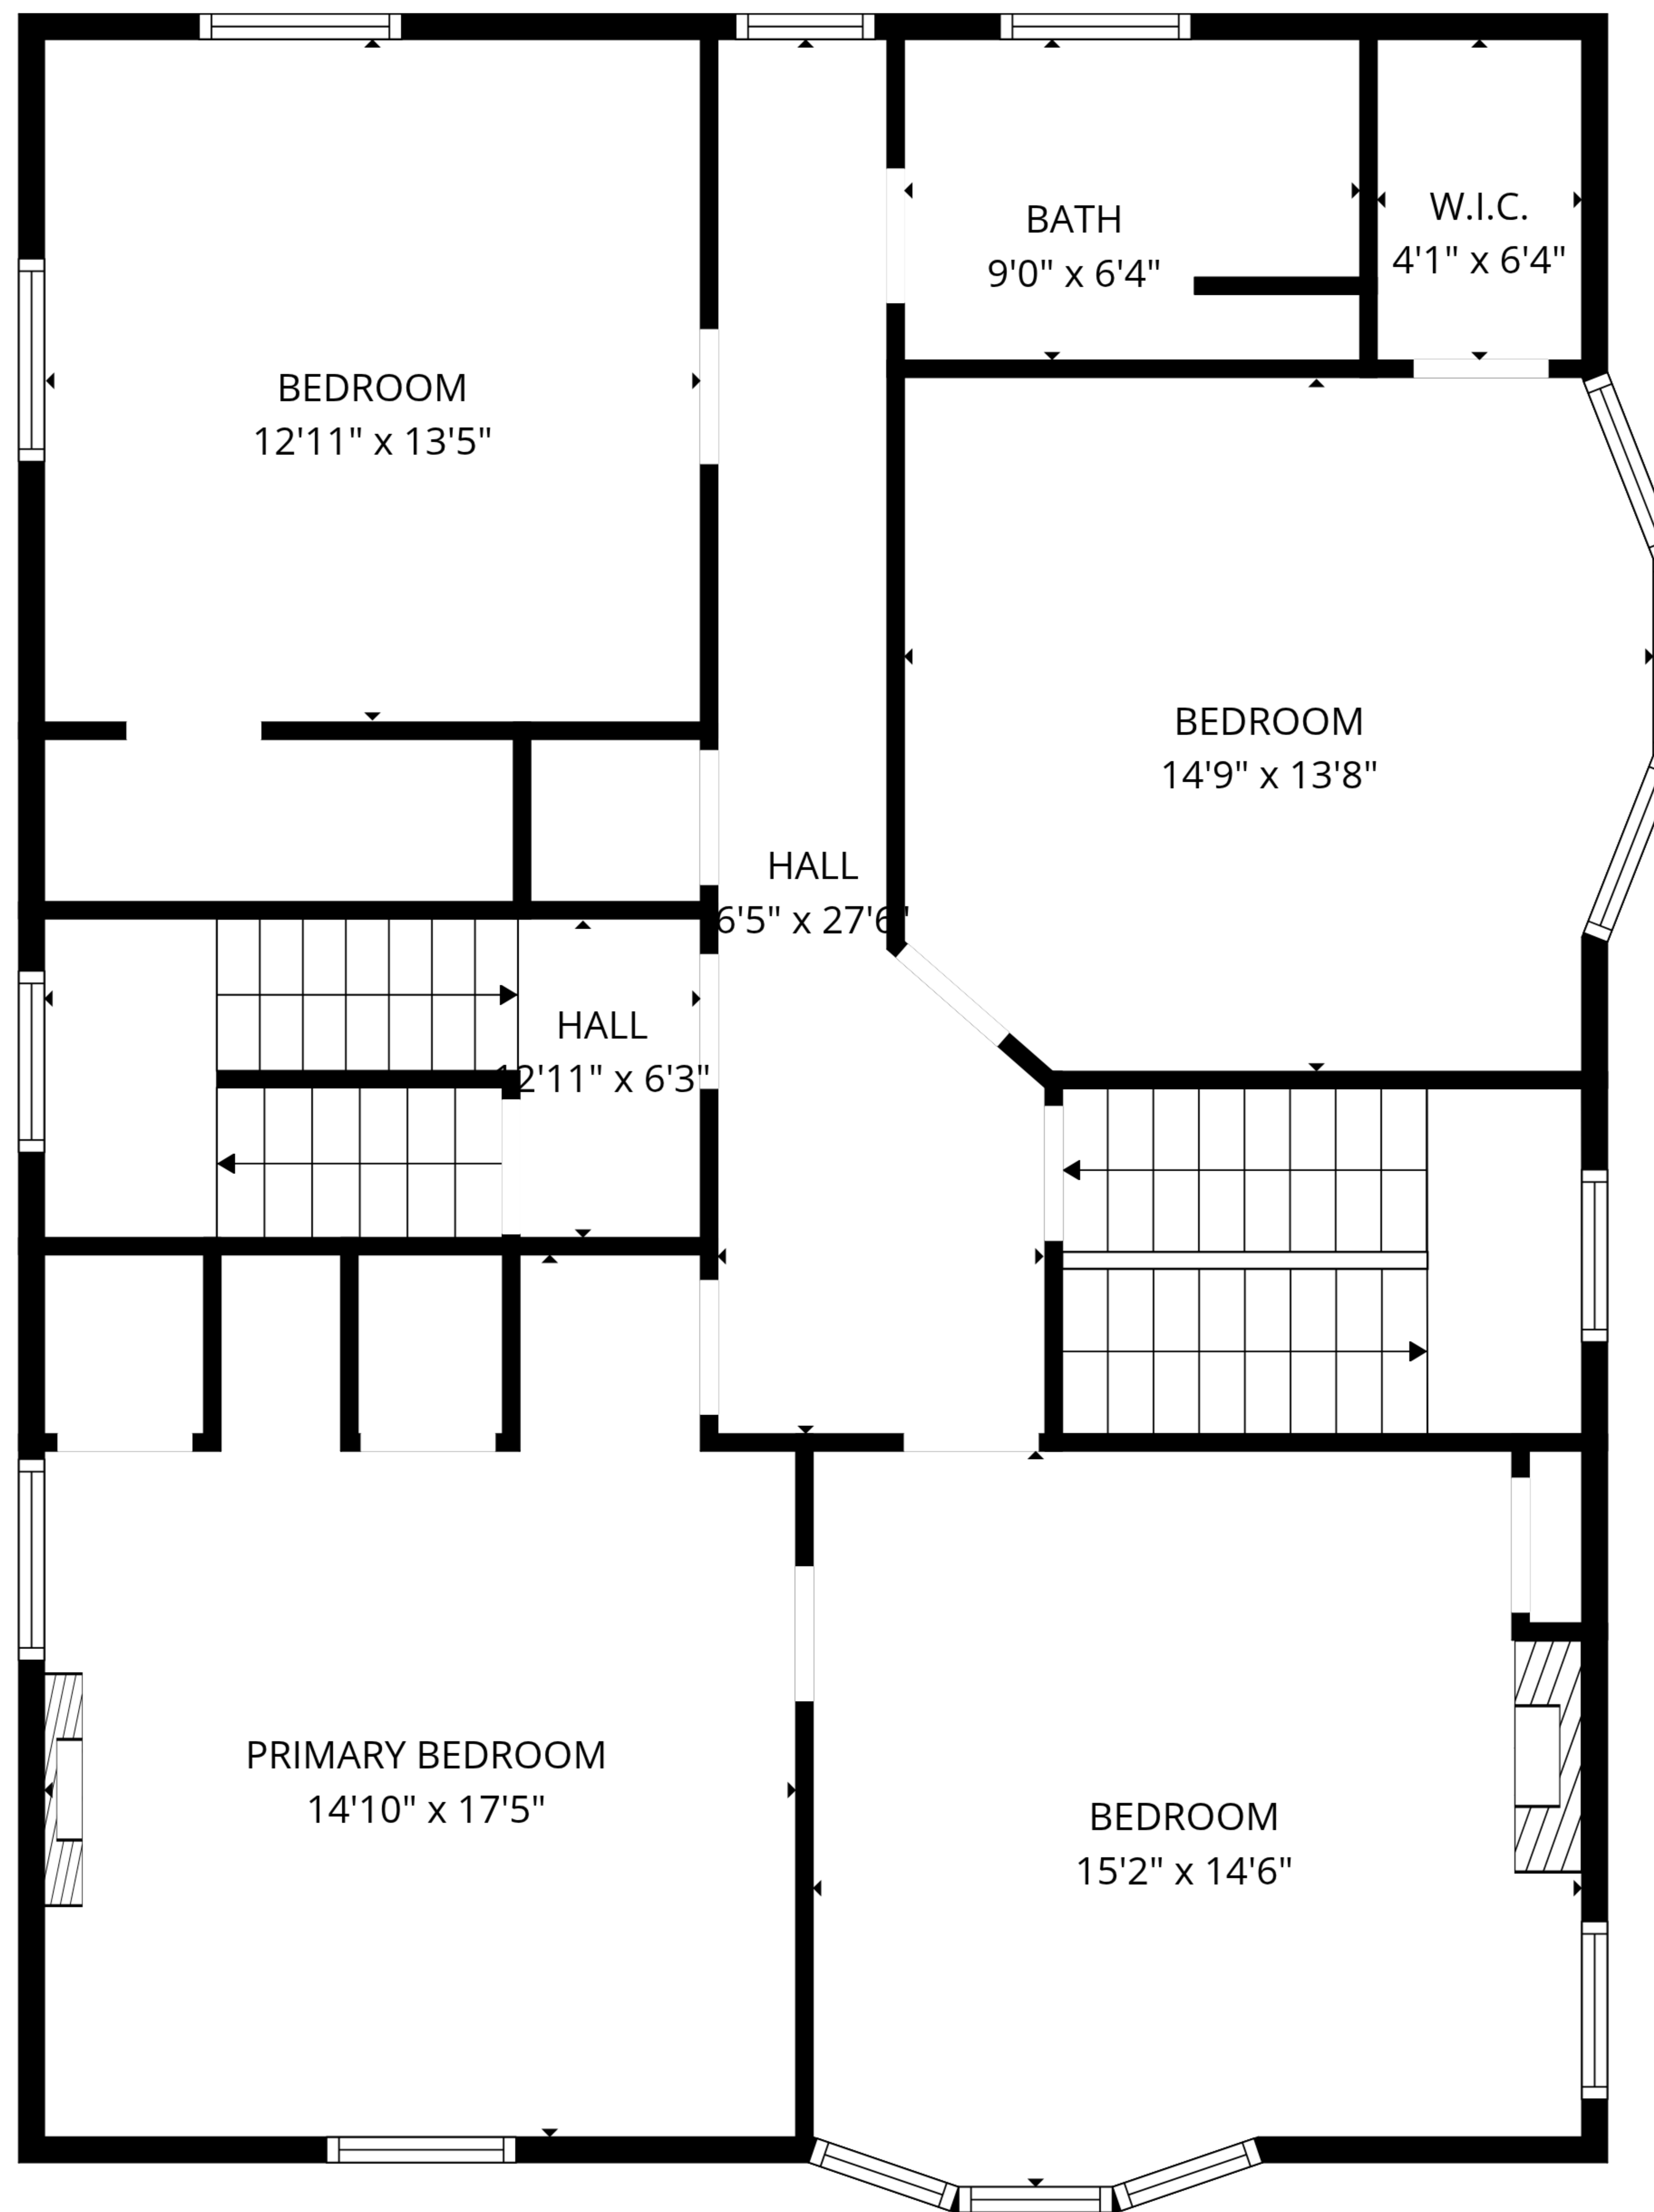 BATH
9'0" x 6'4"
W.I.C.
4'1" x 6'4"
BEDROOM
12'11" x 13'5"
BEDROOM
14'9" x 13'8"
HALL
6'5" x 27'6"
HALL
12'11" x 6'3"
PRIMARY BEDROOM
14'10" x 17'5"
BEDROOM
15'2" x 14'6"